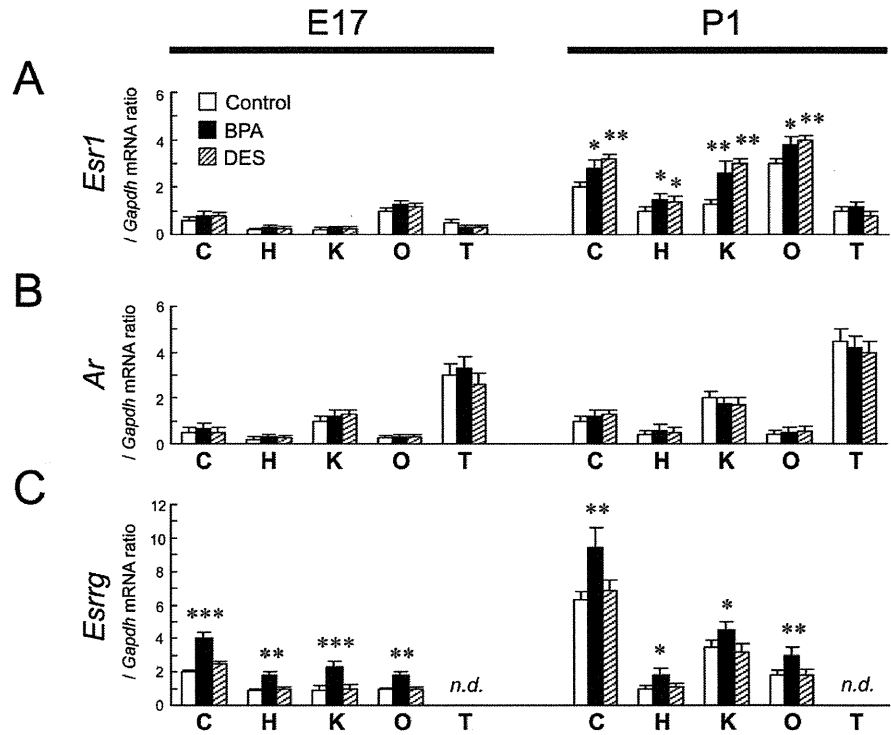 E17 P1
A
Esr1
/ Gapdh mRNA ratio
6
4
2
0
Control
BPA
DES
* ** * * ** ** * **
C H K O T C H K O T
B
Ar
/ Gapdh mRNA ratio
6
4
2
0
C H K O T C H K O T
C
Esrrg
/ Gapdh mRNA ratio
12
10
8
6
4
2
0
*** ** *** ** n.d. ** * * ** n.d.
C H K O T C H K O T